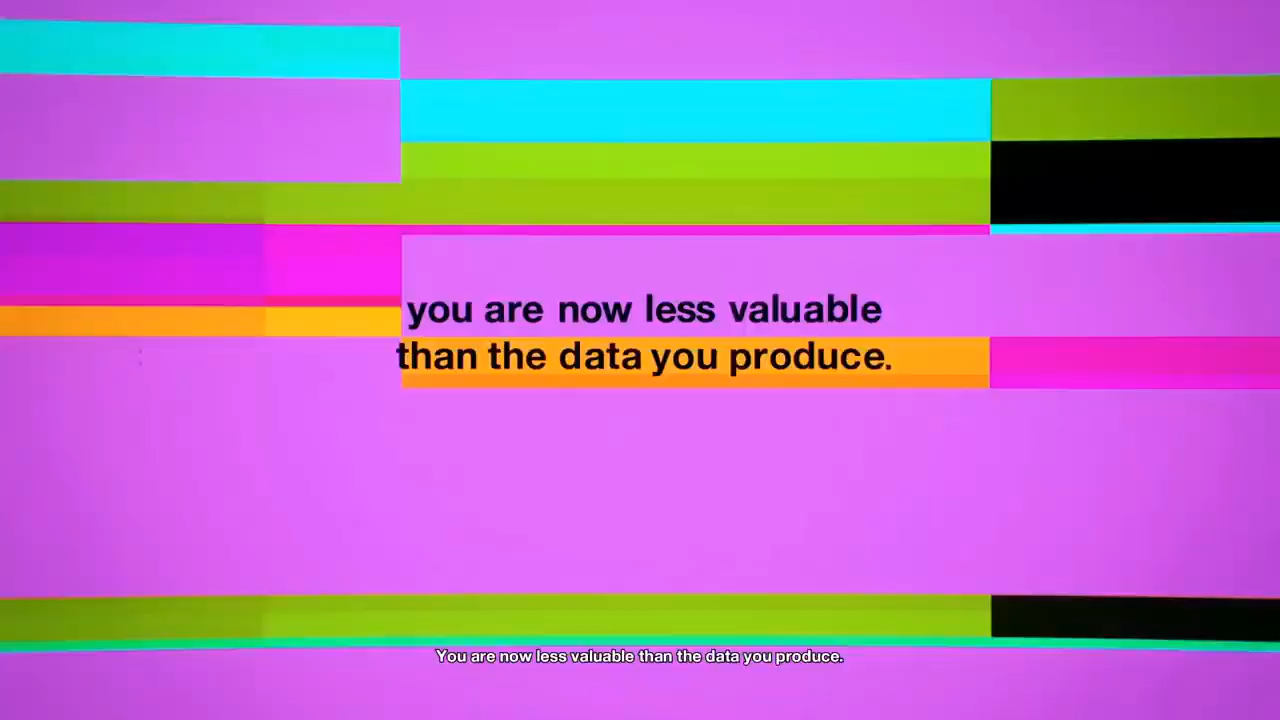 you are now less valuable
than the data you produce.
You are now less valuable than the data you produce.